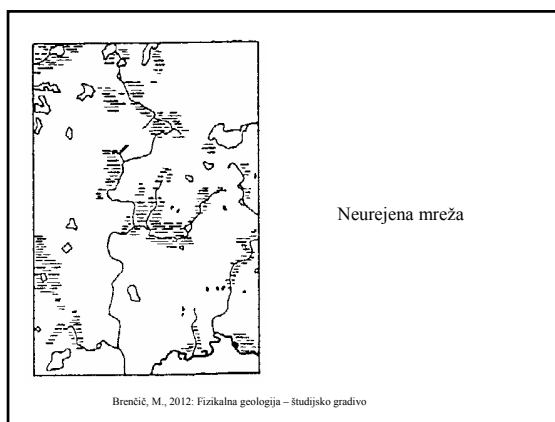 Neurejena mreža
Brenčič, M., 2012: Fizikalna geologija – študijsko gradivo